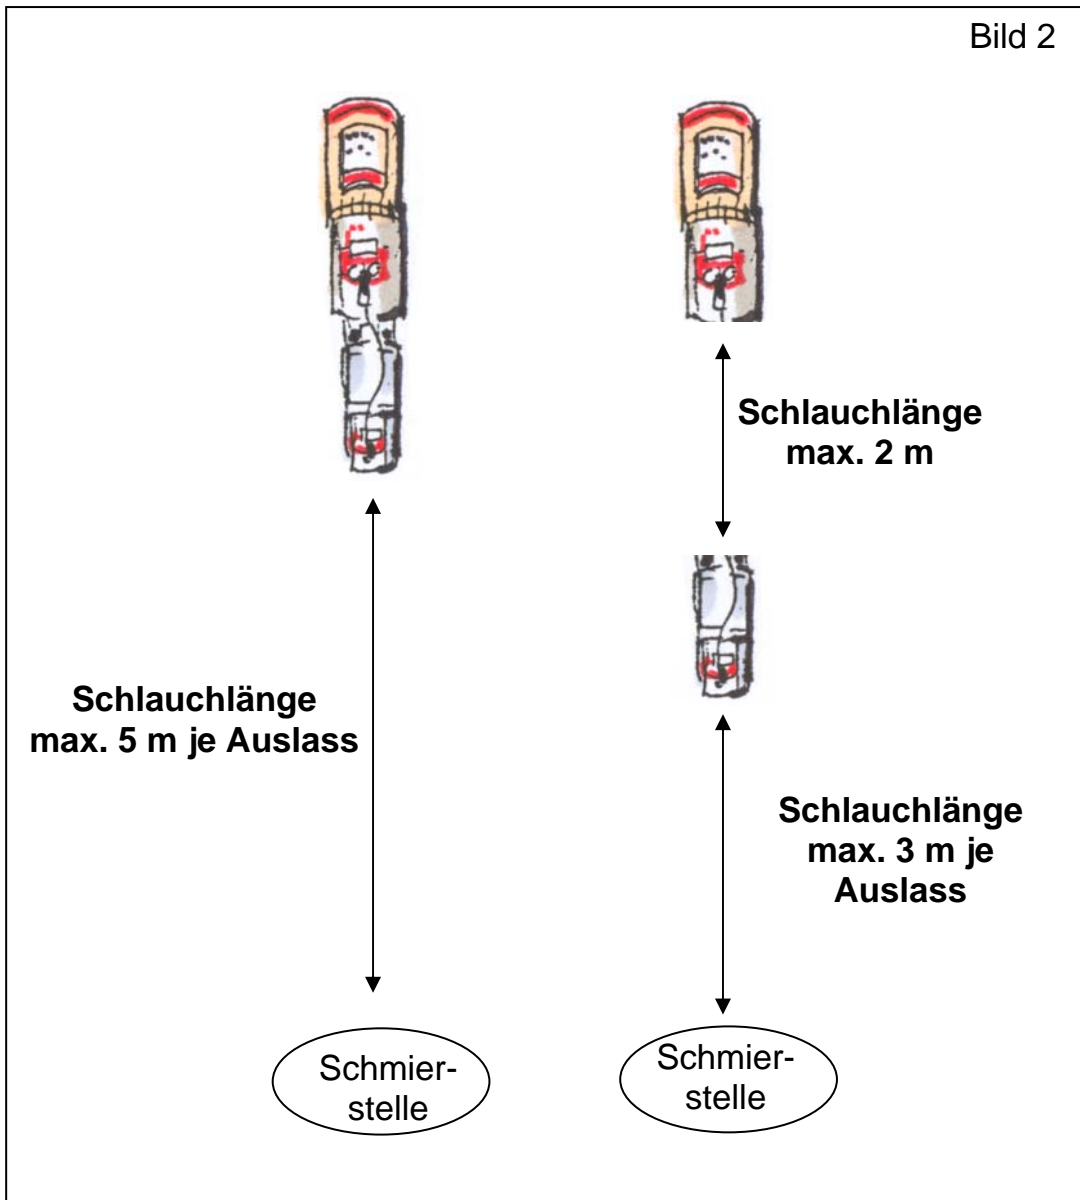 Bild 2
Schlauchlänge
max. 2 m
Schlauchlänge
max. 5 m je Auslass
Schlauchlänge
max. 3 m je
Auslass
Schmier-
stelle
Schmier-
stelle